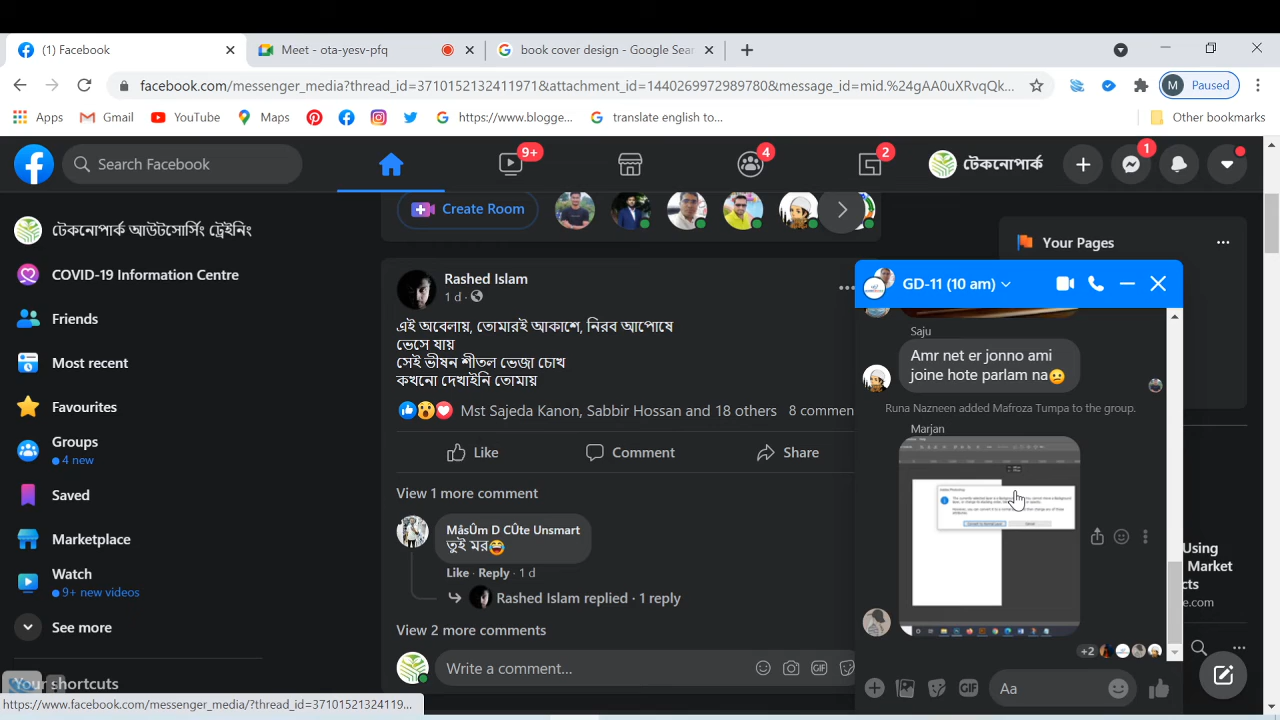 (1) Facebook
Meet - ota-yesv-pfq
book cover design - Google Sear
facebook.com/messenger_media?thread_id=3710152132411971&attachment_id=1440269972989780&message_id=mid.%24gAA0uXRvqQk...
M Paused
Apps
Gmail
YouTube
Maps
https://www.blogge...
translate english to...
Other bookmarks
Search Facebook
9+
4
2
টেকনোপার্ক
1
Create Room
টেকনোপার্ক আউটসোর্সিং ট্রেইনিং
COVID-19 Information Centre
Friends
Most recent
Favourites
Groups
4 new
Saved
Marketplace
Watch
9+ new videos
See more
Your shortcuts
https://www.facebook.com/messenger_media/?thread_id=37101521324119...
Rashed Islam
1 d
এই অবেলায়, তোমারই আকাশে, নিরব আপোষে
ভেসে যায়
সেই ভীষন শীতল ভেজা চোখ
কখনো দেখাইনি তোমায়
Mst Sajeda Kanon, Sabbir Hossan and 18 others
8 commen
Like
Comment
Share
View 1 more comment
MåsÛm D CÛte Unsmart
তুই মর😂
Like · Reply · 1 d
Rashed Islam replied · 1 reply
View 2 more comments
Write a comment...
Your Pages
GD-11 (10 am)
Saju
Amr net er jonno ami
joine hote parlam na😕
Runa Nazneen added Mafroza Tumpa to the group.
Marjan
Adobe Photoshop
Convert to Normal Layer
Cancel
+2
Aa
Using
Market
cts
e.com